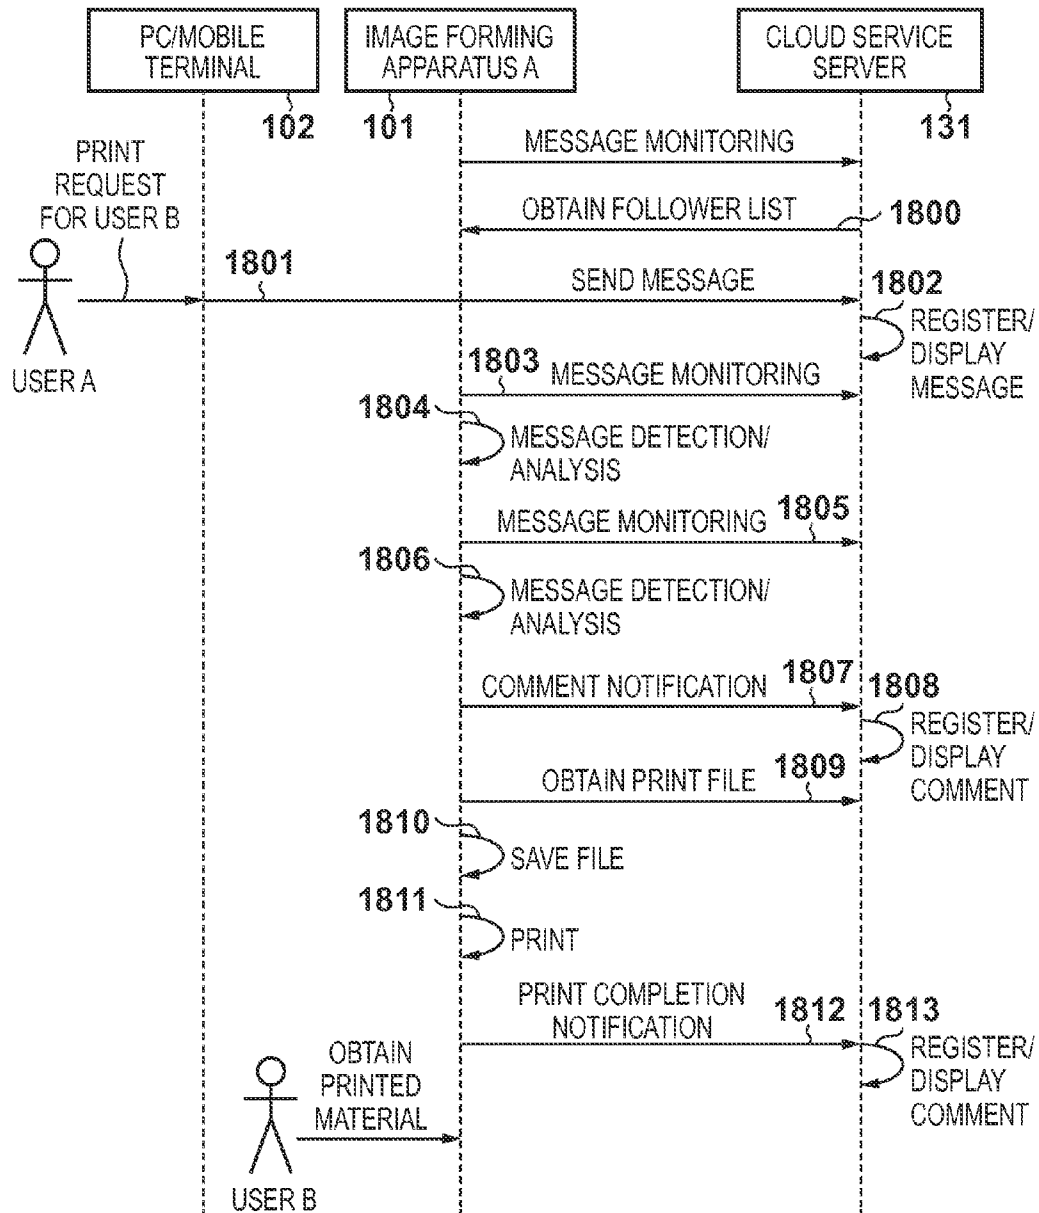 PC/MOBILE
TERMINAL
IMAGE FORMING
APPARATUS A
CLOUD SERVICE
SERVER
102
101
131
MESSAGE MONITORING
PRINT
REQUEST
FOR USER B
OBTAIN FOLLOWER LIST
1800
1801
SEND MESSAGE
1802
REGISTER/
DISPLAY
MESSAGE
USER A
1803
MESSAGE MONITORING
1804
MESSAGE DETECTION/
ANALYSIS
MESSAGE MONITORING
1805
1806
MESSAGE DETECTION/
ANALYSIS
COMMENT NOTIFICATION
1807
1808
REGISTER/
DISPLAY
COMMENT
OBTAIN PRINT FILE
1809
1810
SAVE FILE
1811
PRINT
PRINT COMPLETION
NOTIFICATION
1812
1813
REGISTER/
DISPLAY
COMMENT
OBTAIN
PRINTED
MATERIAL
USER B